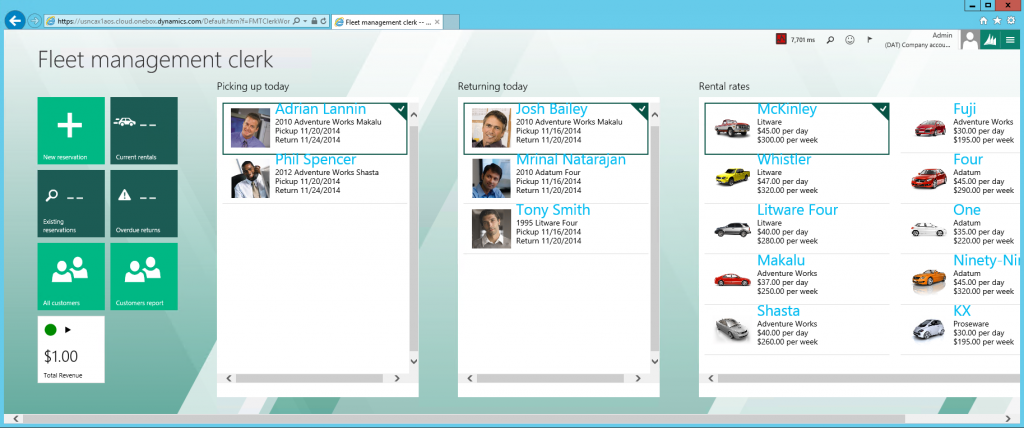 https://usncax1aos.cloud.onebox.dynamics.com/Default.htm?f=FMTClerkWor
Fleet management clerk -- ...
7,701 ms
Admin
(DAT) Company accou...
Fleet management clerk
New reservation
-- Current rentals
-- Existing reservations
-- Overdue returns
All customers
Customers report
$1.00
Total Revenue
Picking up today
Adrian Lannin
2010 Adventure Works Makalu
Pickup 11/20/2014
Return 11/24/2014
Phil Spencer
2012 Adventure Works Shasta
Pickup 11/20/2014
Return 11/24/2014
Returning today
Josh Bailey
2010 Adventure Works Makalu
Pickup 11/16/2014
Return 11/20/2014
Mrinal Natarajan
2010 Adatum Four
Pickup 11/16/2014
Return 11/20/2014
Tony Smith
1995 Litware Four
Pickup 11/16/2014
Return 11/20/2014
Rental rates
McKinley
Litware
$45.00 per day
$300.00 per week
Whistler
Litware
$50.00 per day
$320.00 per week
Litware Four
Litware
$40.00 per day
$280.00 per week
Makalu
Adventure Works
$37.00 per day
$250.00 per week
Shasta
Adventure Works
$40.00 per day
$260.00 per week
Fuji
Adventure Works
$30.00 per day
$195.00 per week
Four
Adatum
$45.00 per day
$290.00 per week
One
Adatum
$35.00 per day
$220.00 per week
Ninety-Nin
Adatum
$45.00 per day
$320.00 per week
KX
Proseware
$30.00 per day
$195.00 per week